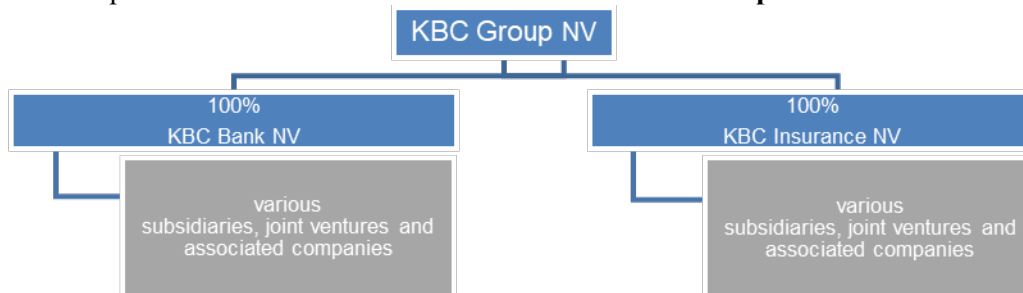 KBC Group NV
100%
KBC Bank NV
100%
KBC Insurance NV
various
subsidiaries, joint ventures and
associated companies
various
subsidiaries, joint ventures and
associated companies